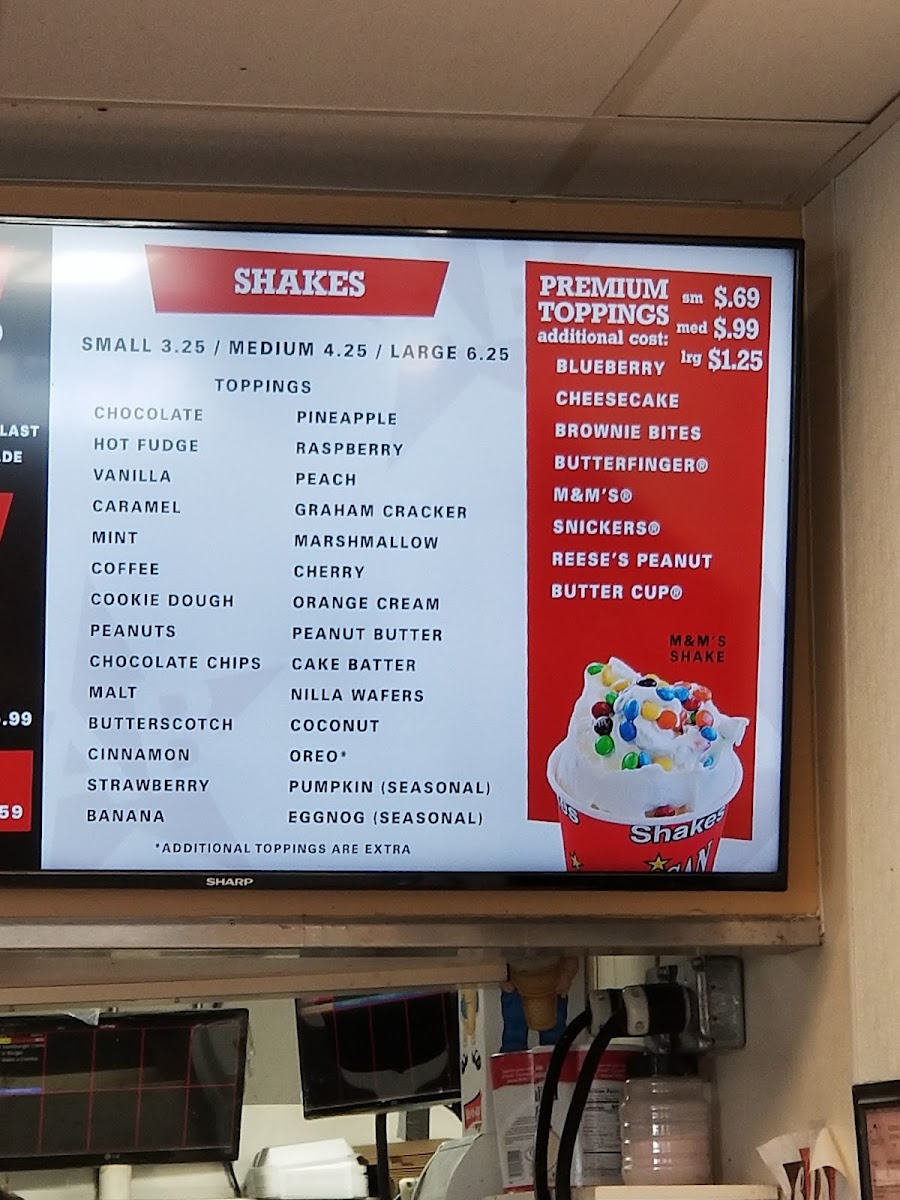 LAST
.99
59
SHAKES
SMALL 3.25 / MEDIUM 4.25 / LARGE 6.25
TOPPINGS
CHOCOLATE
HOT FUDGE
VANILLA
CARAMEL
MINT
COFFEE
COOKIE DOUGH
PEANUTS
CHOCOLATE CHIPS
MALT
BUTTERSCOTCH
CINNAMON
STRAWBERRY
BANANA
PINEAPPLE
RASPBERRY
PEACH
GRAHAM CRACKER
MARSHMALLOW
CHERRY
ORANGE CREAM
PEANUT BUTTER
CAKE BATTER
NILLA WAFERS
COCONUT
OREO*
PUMPKIN (SEASONAL)
EGGNOG (SEASONAL)
*ADDITIONAL TOPPINGS ARE EXTRA
PREMIUM
TOPPINGS
additional cost:
sm $.69
med $.99
lrg $1.25
BLUEBERRY
CHEESECAKE
BROWNIE BITES
BUTTERFINGER®
M&M'S®
SNICKERS®
REESE'S PEANUT
BUTTER CUP®
M&M'S
SHAKE
Shakes
SHARP
LG